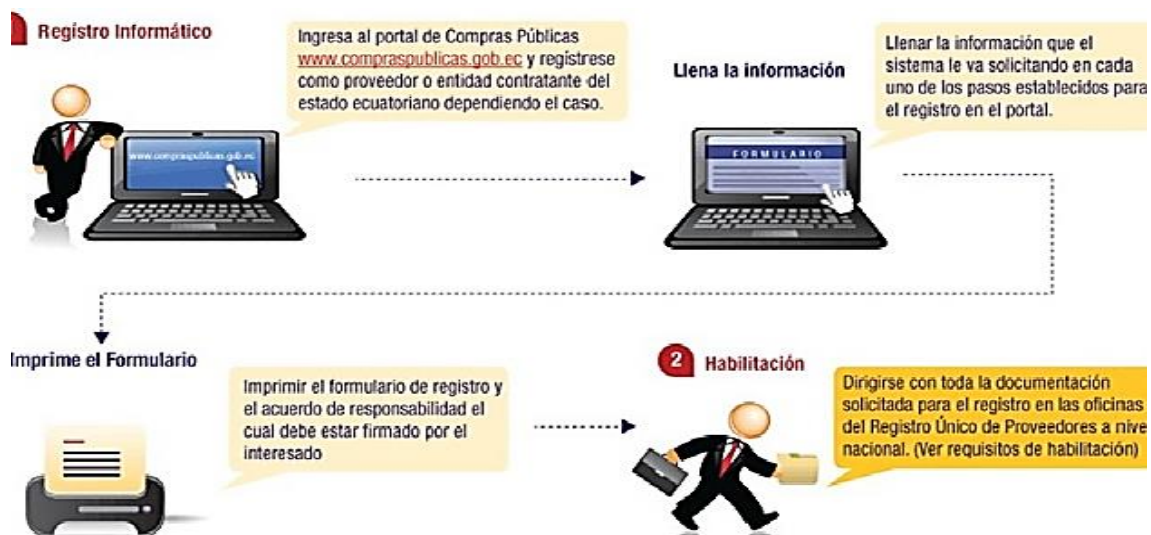 Registro Informático
Ingresa al portal de Compras Públicas
www.compraspublicas.gob.ec y regístrese
como proveedor o entidad contratante del
estado ecuatoriano dependiendo el caso.
www.compraspublicas.gob.ec
Llena la información
Llenar la información que el
sistema le va solicitando en cada
uno de los pasos establecidos para
el registro en el portal.
FORMULARIO
Imprime el Formulario
Imprimir el formulario de registro y
el acuerdo de responsabilidad el
cual debe estar firmado por el
interesado
2 Habilitación
Dirigirse con toda la documentación
solicitada para el registro en las oficinas
del Registro Único de Proveedores a nive
nacional. (Ver requisitos de habilitación)